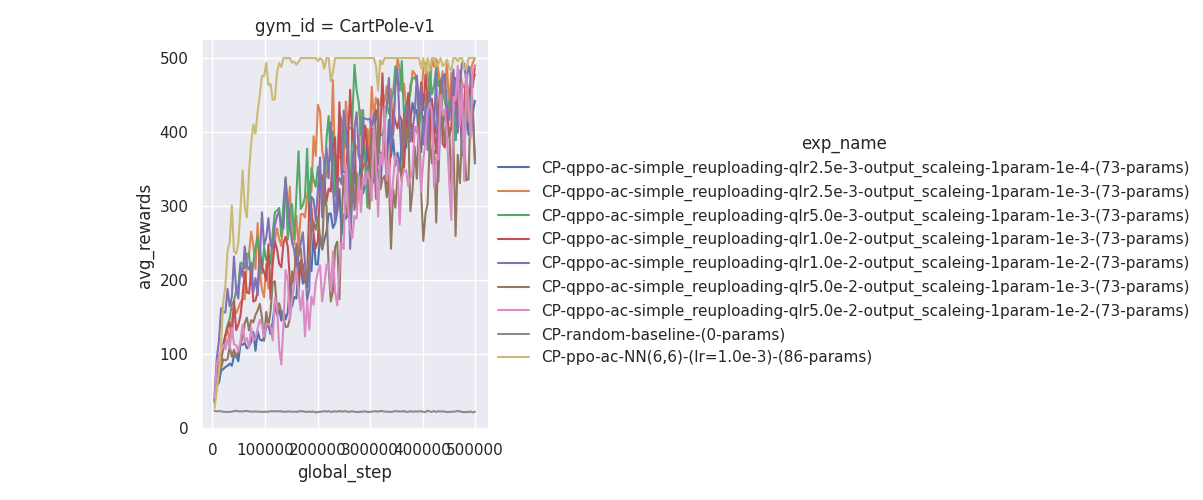 gym_id = CartPole-v1
500
400
300
200
100
0
avg_rewards
0 100000 200000 300000 400000 500000
global_step
exp_name
CP-qppo-ac-simple_reuploading-qlr2.5e-3-output_scaleing-1param-1e-4-(73-params)
CP-qppo-ac-simple_reuploading-qlr2.5e-3-output_scaleing-1param-1e-3-(73-params)
CP-qppo-ac-simple_reuploading-qlr5.0e-3-output_scaleing-1param-1e-3-(73-params)
CP-qppo-ac-simple_reuploading-qlr1.0e-2-output_scaleing-1param-1e-3-(73-params)
CP-qppo-ac-simple_reuploading-qlr1.0e-2-output_scaleing-1param-1e-2-(73-params)
CP-qppo-ac-simple_reuploading-qlr5.0e-2-output_scaleing-1param-1e-3-(73-params)
CP-qppo-ac-simple_reuploading-qlr5.0e-2-output_scaleing-1param-1e-2-(73-params)
CP-random-baseline-(0-params)
CP-ppo-ac-NN(6,6)-(lr=1.0e-3)-(86-params)